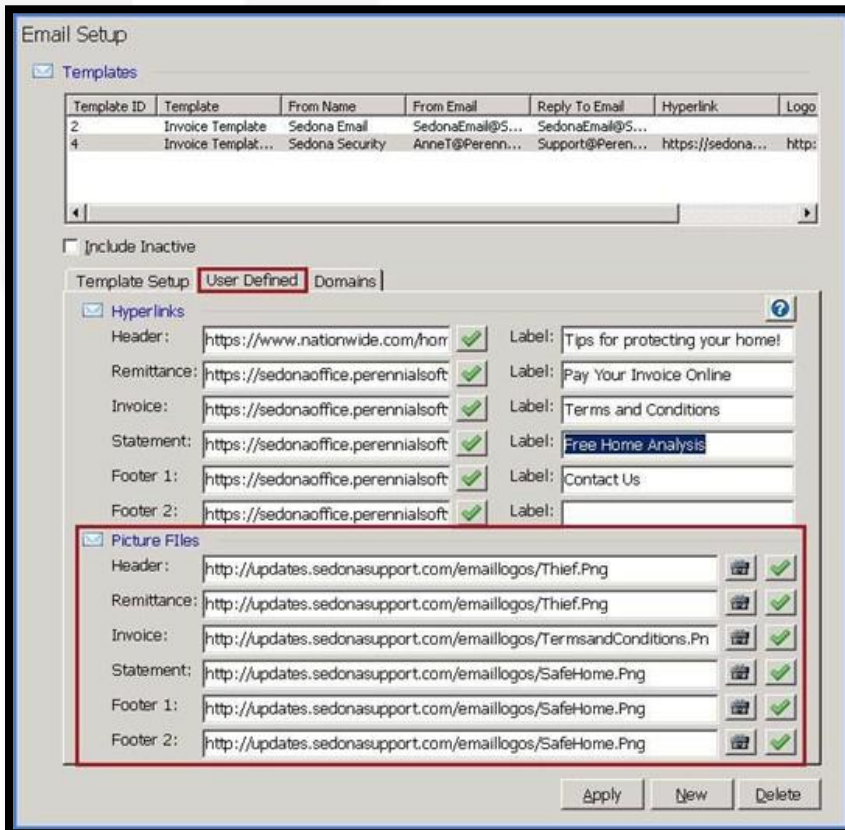 Email Setup
Templates
Template ID Template From Name From Email Reply To Email Hyperlink Logo
2 Invoice Template Sedona Email SedonaEmail@S... SedonaEmail@S...
4 Invoice Templat... Sedona Security AnneT@Perenn... Support@Peren... https://sedona... http:
Include Inactive
Template Setup User Defined Domains
Hyperlinks
Header: https://www.nationwide.com/hom Label: Tips for protecting your home!
Remittance: https://sedonaoffice.perennialsoft Label: Pay Your Invoice Online
Invoice: https://sedonaoffice.perennialsoft Label: Terms and Conditions
Statement: https://sedonaoffice.perennialsoft Label: Free Home Analysis
Footer 1: https://sedonaoffice.perennialsoft Label: Contact Us
Footer 2: https://sedonaoffice.perennialsoft Label:
Picture FIles
Header: http://updates.sedonasupport.com/emaillogos/Thief.Png
Remittance: http://updates.sedonasupport.com/emaillogos/Thief.Png
Invoice: http://updates.sedonasupport.com/emaillogos/TermsandConditions.Pn
Statement: http://updates.sedonasupport.com/emaillogos/SafeHome.Png
Footer 1: http://updates.sedonasupport.com/emaillogos/SafeHome.Png
Footer 2: http://updates.sedonasupport.com/emaillogos/SafeHome.Png
Apply New Delete